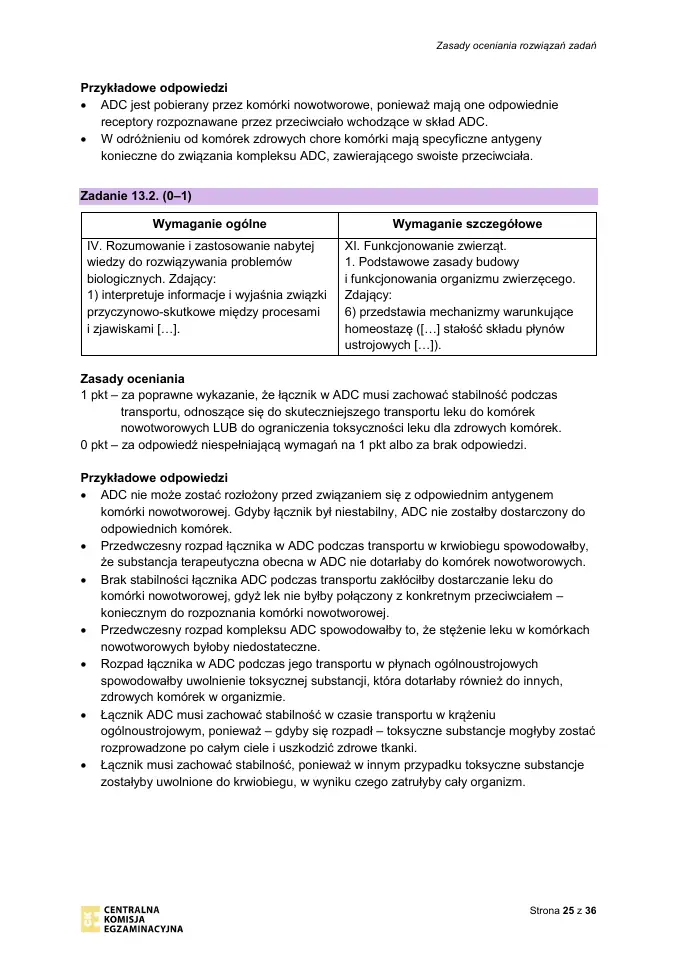 Zasady oceniania rozwiązań zadań
Przykładowe odpowiedzi
• ADC jest pobierany przez komórki nowotworowe, ponieważ mają one odpowiednie
receptory rozpoznawane przez przeciwciało wchodzące w skład ADC.
• W odróżnieniu od komórek zdrowych chore komórki mają specyficzne antygeny
konieczne do związania kompleksu ADC, zawierającego swoiste przeciwciała.
Zadanie 13.2. (0–1)
Wymaganie ogólne
IV. Rozumowanie i zastosowanie nabytej
wiedzy do rozwiązywania problemów
biologicznych. Zdający:
1) interpretuje informacje i wyjaśnia związki
przyczynowo-skutkowe między procesami
i zjawiskami […].
Wymaganie szczegółowe
XI. Funkcjonowanie zwierząt.
1. Podstawowe zasady budowy
i funkcjonowania organizmu zwierzęcego.
Zdający:
6) przedstawia mechanizmy warunkujące
homeostazę ([…] stałość składu płynów
ustrojowych […]).
Zasady oceniania
1 pkt – za poprawne wykazanie, że łącznik w ADC musi zachować stabilność podczas
transportu, odnoszące się do skuteczniejszego transportu leku do komórek
nowotworowych LUB do ograniczenia toksyczności leku dla zdrowych komórek.
0 pkt – za odpowiedź niespełniającą wymagań na 1 pkt albo za brak odpowiedzi.
Przykładowe odpowiedzi
• ADC nie może zostać rozłożony przed związaniem się z odpowiednim antygenem
komórki nowotworowej. Gdyby łącznik był niestabilny, ADC nie zostałby dostarczony do
odpowiednich komórek.
• Przedwczesny rozpad łącznika w ADC podczas transportu w krwiobiegu spowodowałby,
że substancja terapeutyczna obecna w ADC nie dotarłaby do komórek nowotworowych.
• Brak stabilności łącznika ADC podczas transportu zakłóciłby dostarczanie leku do
komórki nowotworowej, gdyż lek nie byłby połączony z konkretnym przeciwciałem –
koniecznym do rozpoznania komórki nowotworowej.
• Przedwczesny rozpad kompleksu ADC spowodowałby to, że stężenie leku w komórkach
nowotworowych byłoby niedostateczne.
• Rozpad łącznika w ADC podczas jego transportu w płynach ogólnoustrojowych
spowodowałby uwolnienie toksycznej substancji, która dotarłaby również do innych,
zdrowych komórek w organizmie.
• Łącznik ADC musi zachować stabilność w czasie transportu w krążeniu
ogólnoustrojowym, ponieważ – gdyby się rozpadł – toksyczne substancje mogłyby zostać
rozprowadzone po całym ciele i uszkodzić zdrowe tkanki.
• Łącznik musi zachować stabilność, ponieważ w innym przypadku toksyczne substancje
zostałyby uwolnione do krwiobiegu, w wyniku czego zatrułyby cały organizm.
CKE
CENTRALNA
KOMISJA
EGZAMINACYJNA
Strona 25 z 36